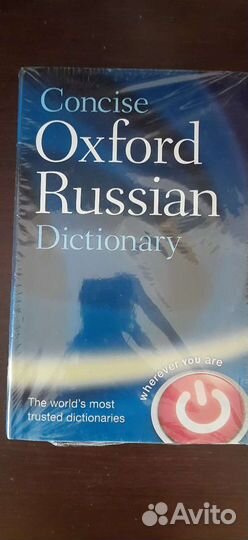 Concise
Oxford
Russian
Dictionary
wherever YOU are
The world's most
trusted dictionaries
Avito